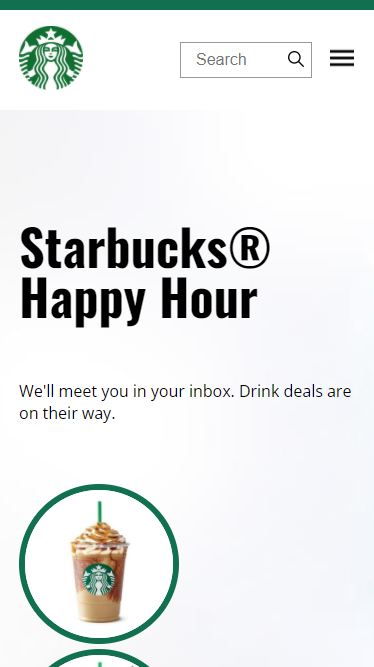 Search
Starbucks®
Happy Hour
We'll meet you in your inbox. Drink deals are
on their way.